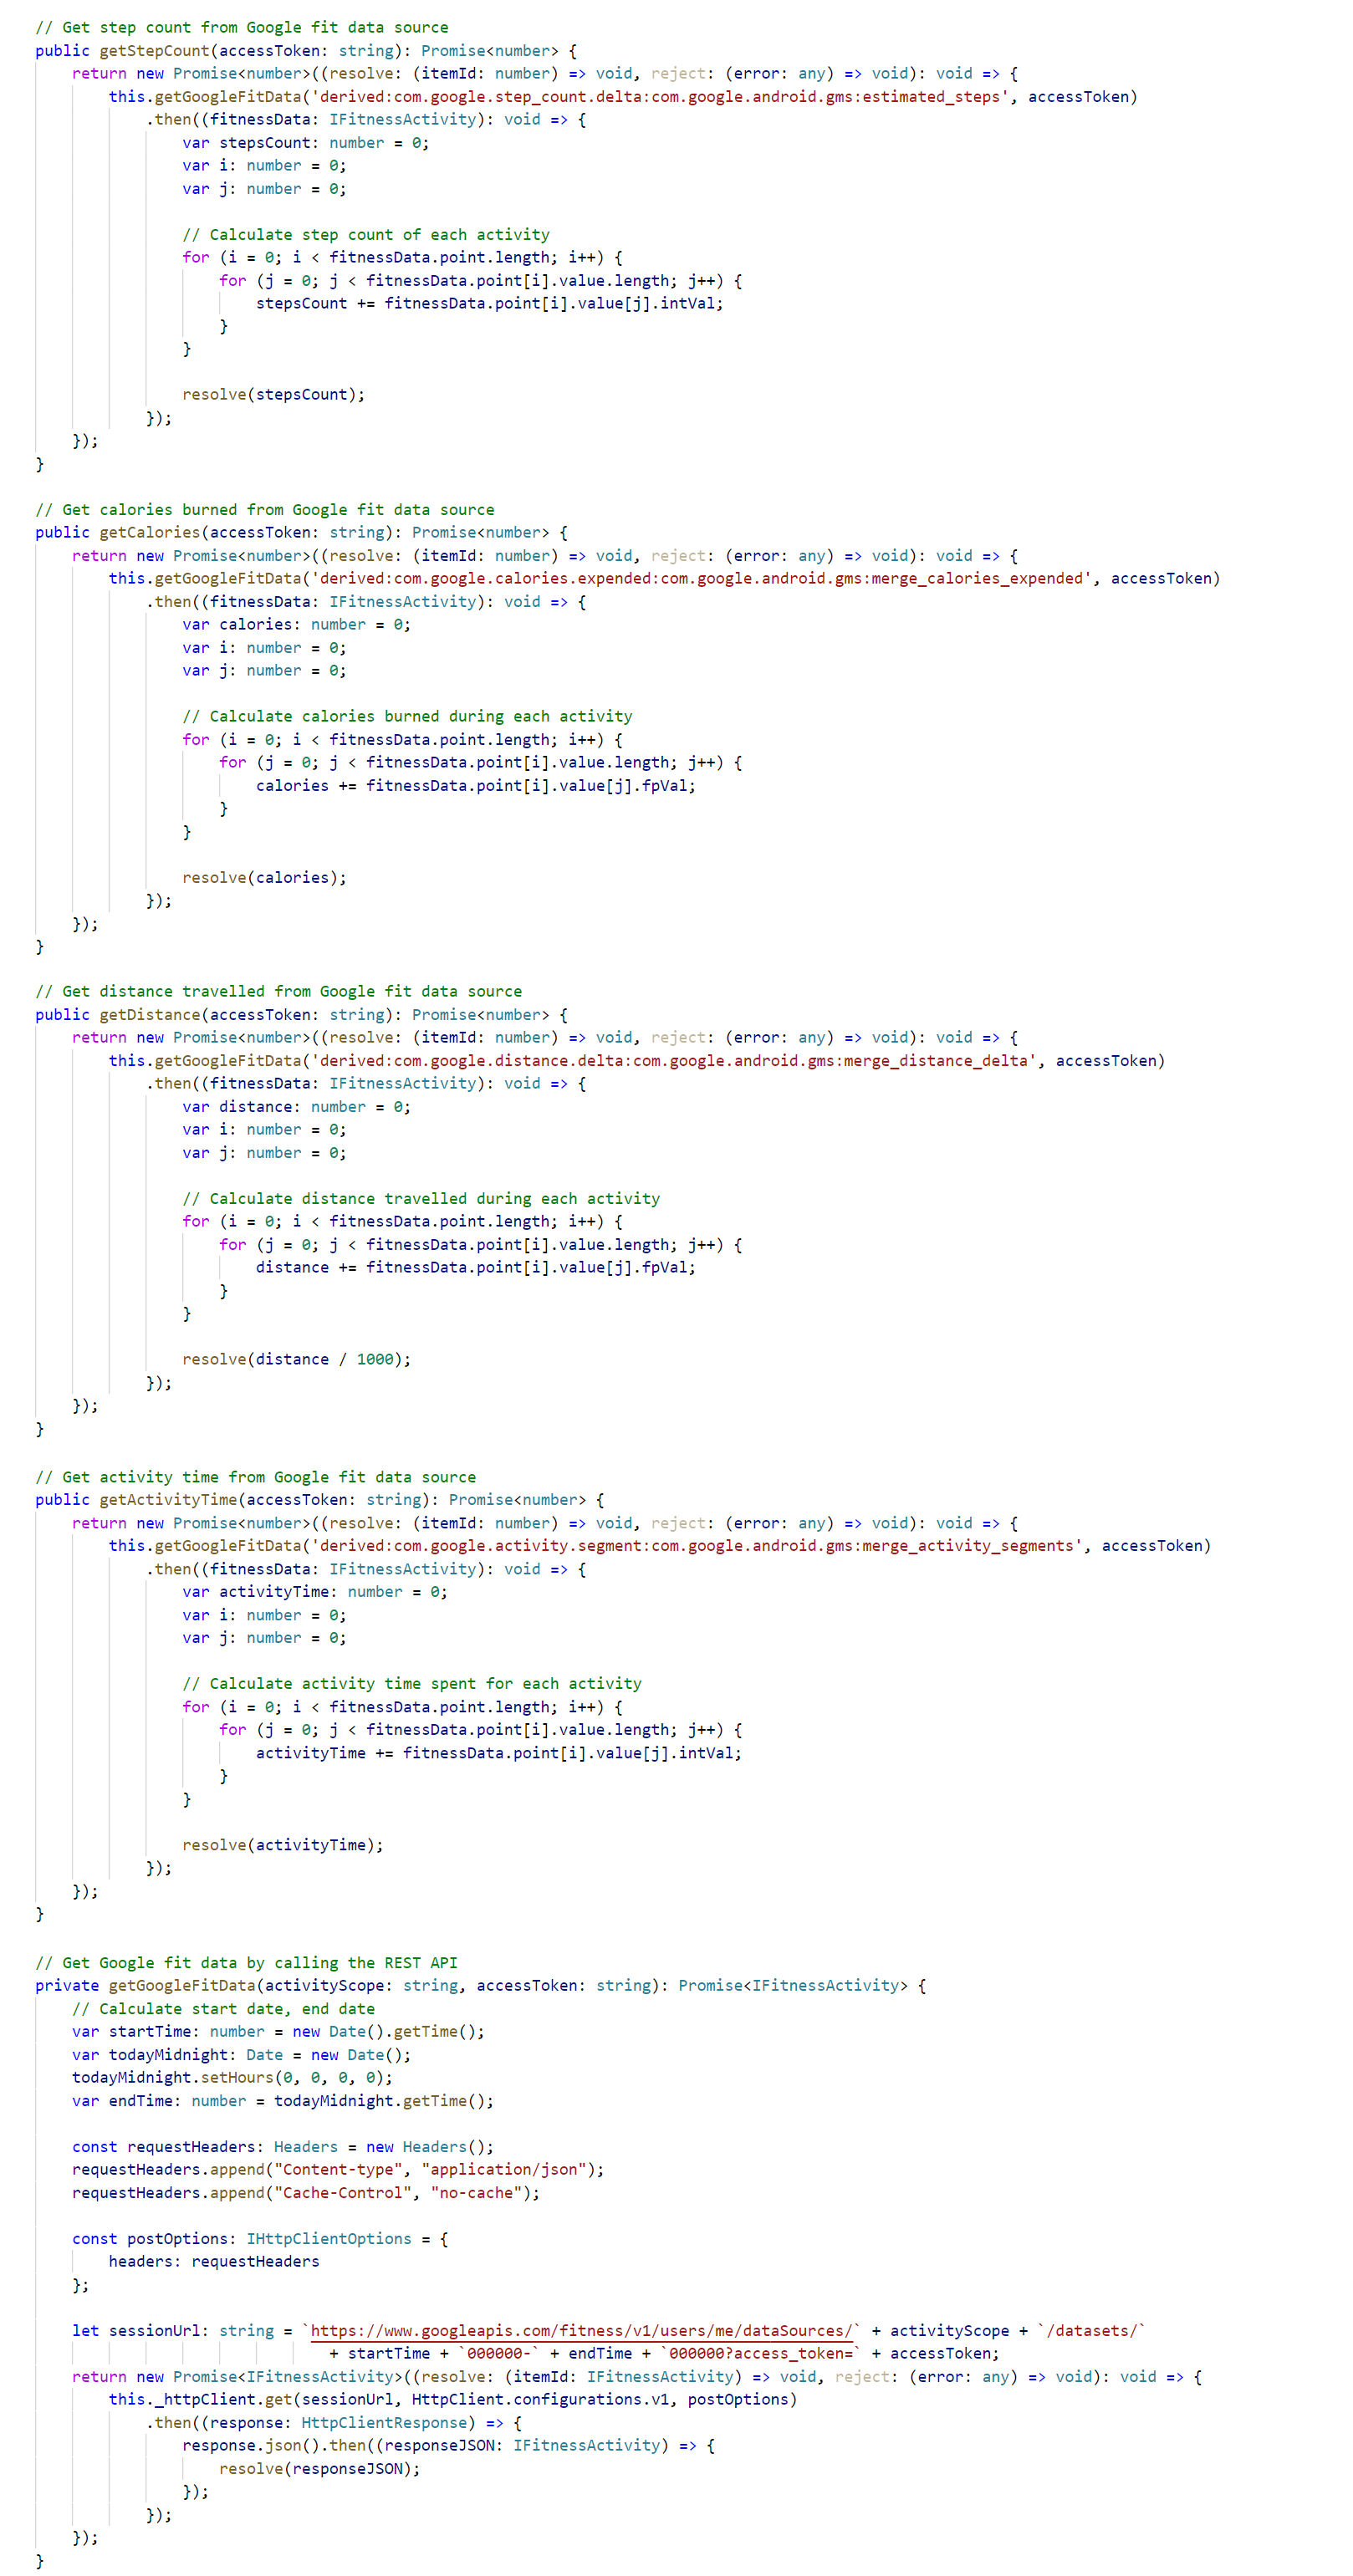 // Get step count from Google fit data source
public getStepCount(accessToken: string): Promise<number> {
    return new Promise<number>((resolve: (itemId: number) => void, reject: (error: any) => void): void => {
        this.getGoogleFitData('derived:com.google.step_count.delta:com.google.android.gms:estimated_steps', accessToken)
            .then((fitnessData: IFitnessActivity): void => {
                var stepsCount: number = 0;
                var i: number = 0;
                var j: number = 0;

                // Calculate step count of each activity
                for (i = 0; i < fitnessData.point.length; i++) {
                    for (j = 0; j < fitnessData.point[i].value.length; j++) {
                        stepsCount += fitnessData.point[i].value[j].intVal;
                    }
                }

                resolve(stepsCount);
            });
    });
}

// Get calories burned from Google fit data source
public getCalories(accessToken: string): Promise<number> {
    return new Promise<number>((resolve: (itemId: number) => void, reject: (error: any) => void): void => {
        this.getGoogleFitData('derived:com.google.calories.expended:com.google.android.gms:merge_calories_expended', accessToken)
            .then((fitnessData: IFitnessActivity): void => {
                var calories: number = 0;
                var i: number = 0;
                var j: number = 0;

                // Calculate calories burned during each activity
                for (i = 0; i < fitnessData.point.length; i++) {
                    for (j = 0; j < fitnessData.point[i].value.length; j++) {
                        calories += fitnessData.point[i].value[j].fpVal;
                    }
                }

                resolve(calories);
            });
    });
}

// Get distance travelled from Google fit data source
public getDistance(accessToken: string): Promise<number> {
    return new Promise<number>((resolve: (itemId: number) => void, reject: (error: any) => void): void => {
        this.getGoogleFitData('derived:com.google.distance.delta:com.google.android.gms:merge_distance_delta', accessToken)
            .then((fitnessData: IFitnessActivity): void => {
                var distance: number = 0;
                var i: number = 0;
                var j: number = 0;

                // Calculate distance travelled during each activity
                for (i = 0; i < fitnessData.point.length; i++) {
                    for (j = 0; j < fitnessData.point[i].value.length; j++) {
                        distance += fitnessData.point[i].value[j].fpVal;
                    }
                }

                resolve(distance / 1000);
            });
    });
}

// Get activity time from Google fit data source
public getActivityTime(accessToken: string): Promise<number> {
    return new Promise<number>((resolve: (itemId: number) => void, reject: (error: any) => void): void => {
        this.getGoogleFitData('derived:com.google.activity.segment:com.google.android.gms:merge_activity_segments', accessToken)
            .then((fitnessData: IFitnessActivity): void => {
                var activityTime: number = 0;
                var i: number = 0;
                var j: number = 0;

                // Calculate activity time spent for each activity
                for (i = 0; i < fitnessData.point.length; i++) {
                    for (j = 0; j < fitnessData.point[i].value.length; j++) {
                        activityTime += fitnessData.point[i].value[j].intVal;
                    }
                }

                resolve(activityTime);
            });
    });
}

// Get Google fit data by calling the REST API
private getGoogleFitData(activityScope: string, accessToken: string): Promise<IFitnessActivity> {
    // Calculate start date, end date
    var startTime: number = new Date().getTime();
    var todayMidnight: Date = new Date();
    todayMidnight.setHours(0, 0, 0, 0);
    var endTime: number = todayMidnight.getTime();

    const requestHeaders: Headers = new Headers();
    requestHeaders.append("Content-type", "application/json");
    requestHeaders.append("Cache-Control", "no-cache");

    const postOptions: IHttpClientOptions = {
        headers: requestHeaders
    };

    let sessionUrl: string = `https://www.googleapis.com/fitness/v1/users/me/dataSources/` + activityScope + `/datasets/`
                                + startTime + `000000-` + endTime + `000000?access_token=` + accessToken;
    return new Promise<IFitnessActivity>((resolve: (itemId: IFitnessActivity) => void, reject: (error: any) => void): void => {
        this._httpClient.get(sessionUrl, HttpClient.configurations.v1, postOptions)
            .then((response: HttpClientResponse) => {
                response.json().then((responseJSON: IFitnessActivity) => {
                    resolve(responseJSON);
                });
            });
    });
}